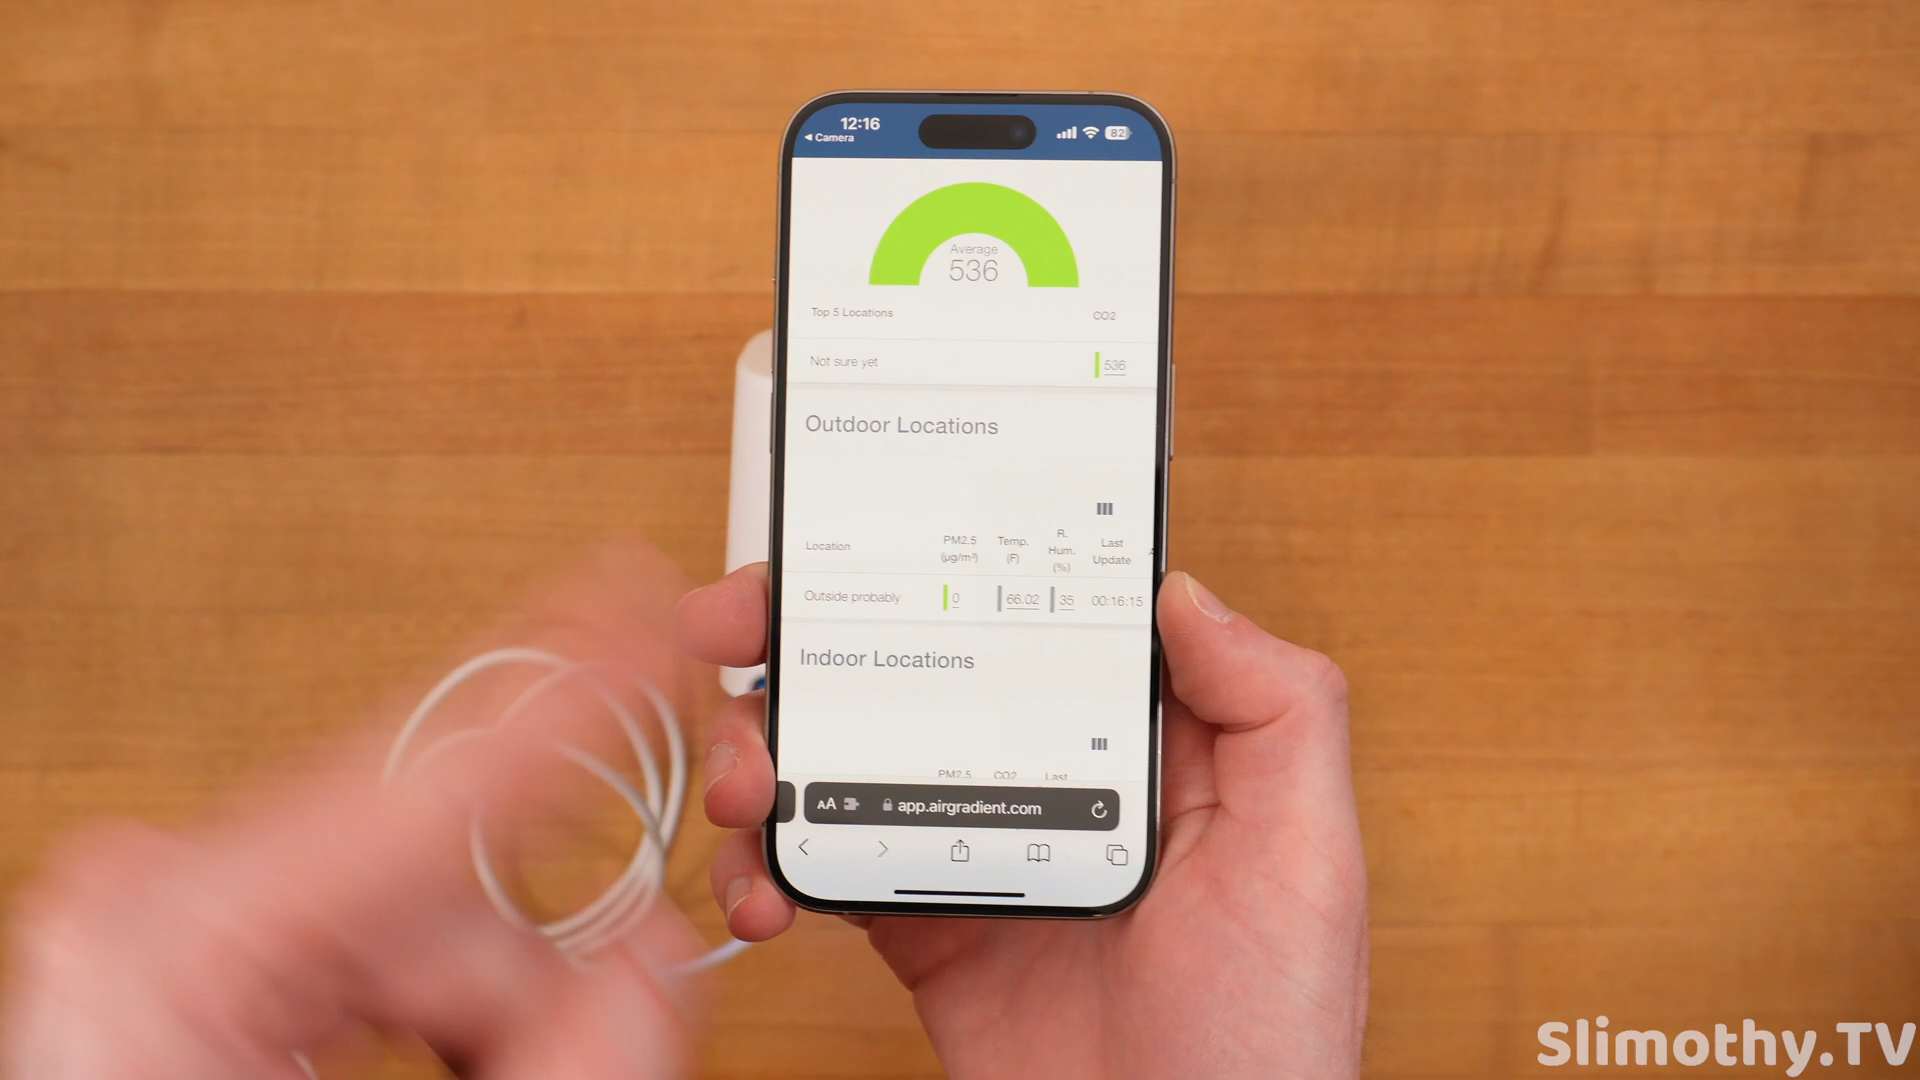 12:16
◀ Camera
82
Average
536
Top 5 Locations CO2
Not sure yet 536
Outdoor Locations
Location PM2.5 (µg/m³) Temp. (F) R. Hum. (%) Last Update
Outside probably 0 66.02 35 00:16:15
Indoor Locations
PM2.5 CO2 Last
AA app.airgradient.com
Slimothy.TV